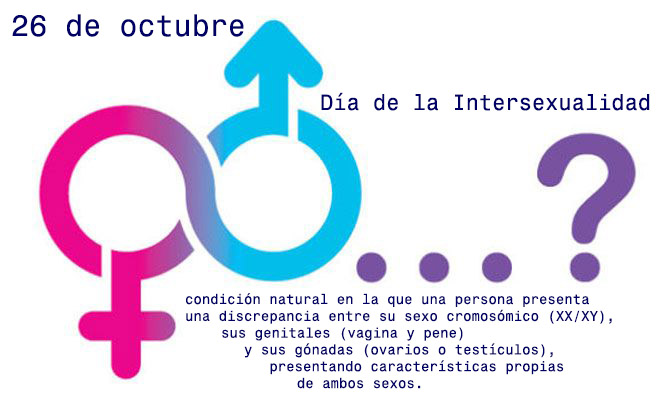 26 de octubre
Día de la Intersexualidad
...?
condición natural en la que una persona presenta
una discrepancia entre su sexo cromosómico (XX/XY),
sus genitales (vagina y pene)
y sus gónadas (ovarios o testículos),
presentando características propias
de ambos sexos.